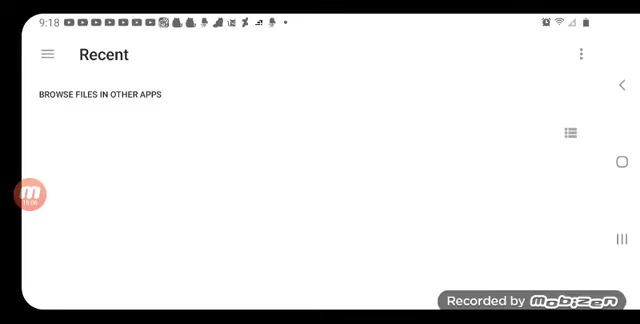 9:18
Recent
BROWSE FILES IN OTHER APPS
Recorded by MOBIZEN